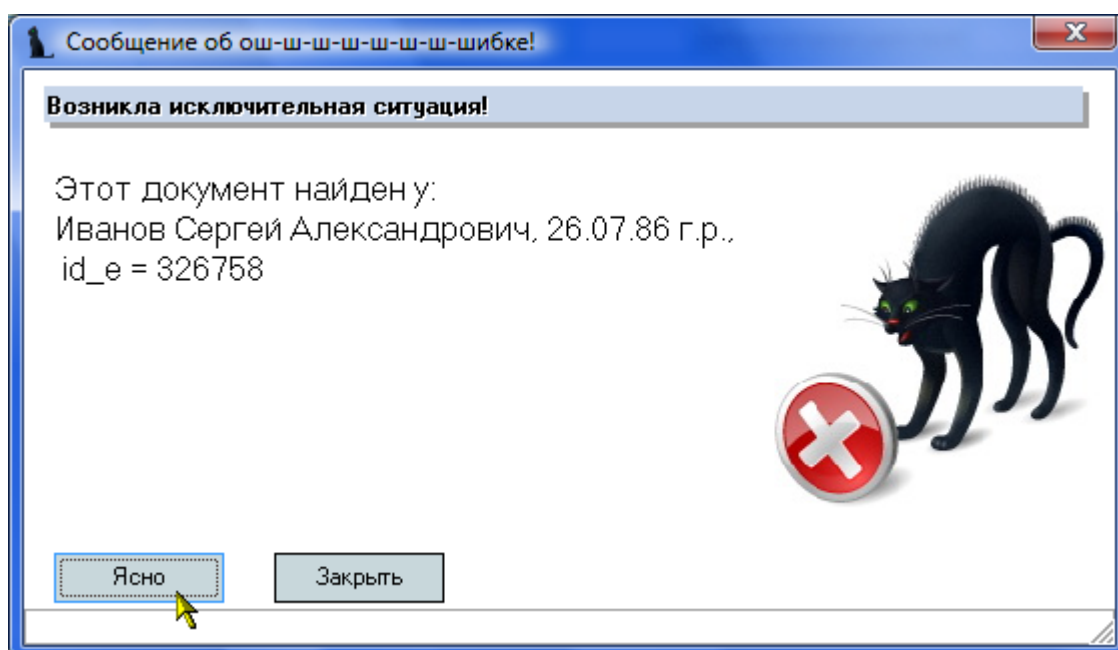 Сообщение об ош-ш-ш-ш-ш-ш-шибке!
Возникла исключительная ситуация!
Этот документ найден у:
Иванов Сергей Александрович, 26.07.86 г.р.,
id_e = 326758
Ясно
Закрыть